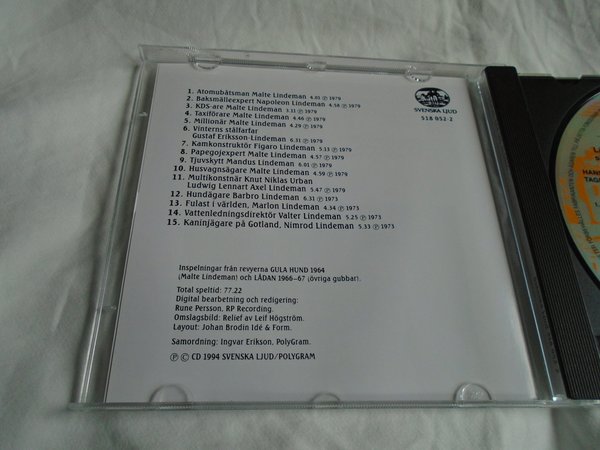 1. Atomubåtsman Malte Lindeman 4.05 ℗ 1979
2. Baksmälleexpert Napoleon Lindeman 4.58 ℗ 1979
3. KDS-are Malte Lindeman 3.31 ℗ 1979
4. Taxiförare Malte Lindeman 4.46 ℗ 1979
5. Millionär Malte Lindeman 4.29 ℗ 1979
6. Vinterns stålfarfar
Gustaf Eriksson-Lindeman 6.31 ℗ 1979
7. Kamkonstruktör Figaro Lindeman 5.13 ℗ 1979
8. Papegojexpert Malte Lindeman 4.57 ℗ 1979
9. Tjuvskytt Mandus Lindeman 6.01 ℗ 1979
10. Husvagnsägare Malte Lindeman 4.59 ℗ 1979
11. Multikonstnär Knut Niklas Urban
Ludwig Lennart Axel Lindeman 5.47 ℗ 1979
12. Hundägare Barbro Lindeman 6.31 ℗ 1973
13. Fulast i världen, Marlon Lindeman 4.34 ℗ 1973
14. Vattenledningsdirektör Valter Lindeman 5.25 ℗ 1973
15. Kaninjägare på Gotland, Nimrod Lindeman 5.33 ℗ 1973
Inspelningar från revyerna GULA HUND 1964
(Malte Lindeman) och LÅDAN 1966–67 (övriga gubbar).
Total speltid: 77.22
Digital bearbetning och redigering:
Rune Persson, RP Recording.
Omslagsbild: Relief av Leif Högström.
Layout: Johan Brodin Idé & Form.
Samordning: Ingvar Erikson, PolyGram.
℗ © CD 1994 SVENSKA LJUD/POLYGRAM
SVENSKA LJUD
518 952-2